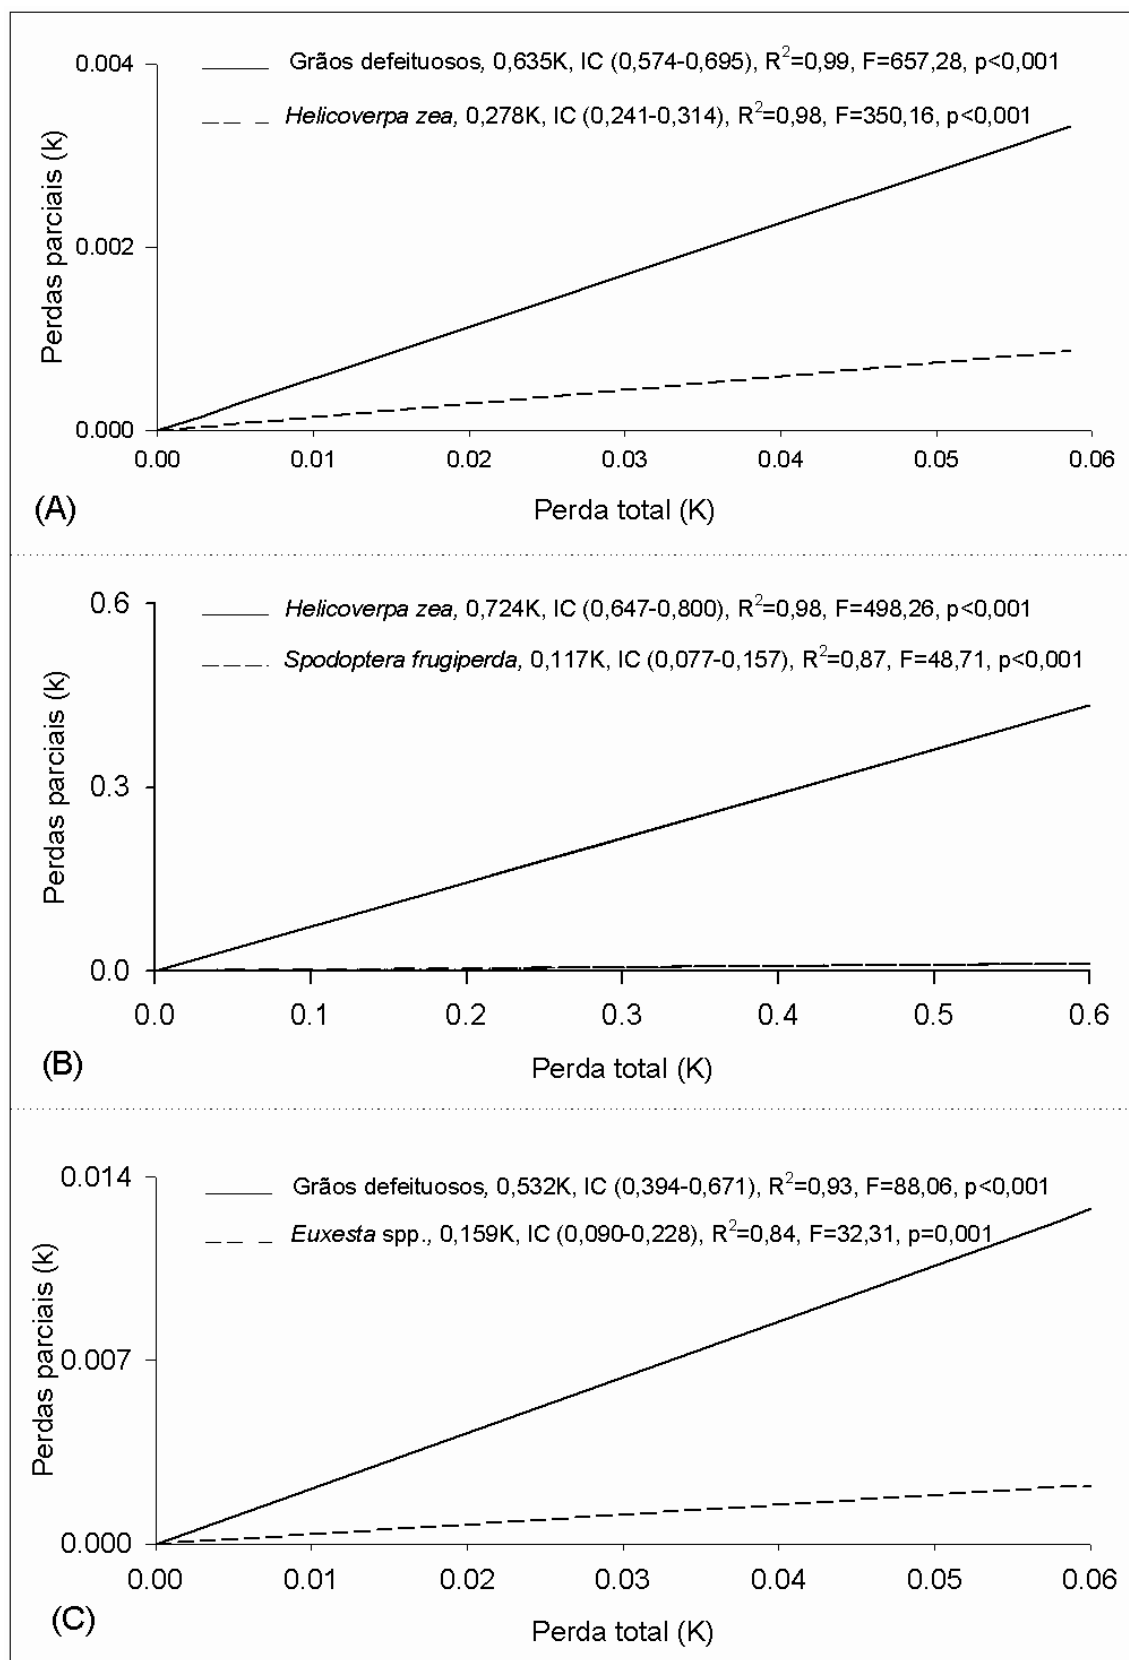 0.004
Grãos defeituosos, 0,635K, IC (0,574-0,695), R²=0,99, F=657,28, p<0,001
Helicoverpa zea, 0,278K, IC (0,241-0,314), R²=0,98, F=350,16, p<0,001
Perdas parciais (k)
0.002
0.000
0.00 0.01 0.02 0.03 0.04 0.05 0.06
(A)
Perda total (K)
0.6
Helicoverpa zea, 0,724K, IC (0,647-0,800), R²=0,98, F=498,26, p<0,001
Spodoptera frugiperda, 0,117K, IC (0,077-0,157), R²=0,87, F=48,71, p<0,001
Perdas parciais (k)
0.3
0.0
0.0 0.1 0.2 0.3 0.4 0.5 0.6
(B)
Perda total (K)
0.014
Grãos defeituosos, 0,532K, IC (0,394-0,671), R²=0,93, F=88,06, p<0,001
Euxesta spp., 0,159K, IC (0,090-0,228), R²=0,84, F=32,31, p=0,001
Perdas parciais (k)
0.007
0.000
0.00 0.01 0.02 0.03 0.04 0.05 0.06
(C)
Perda total (K)